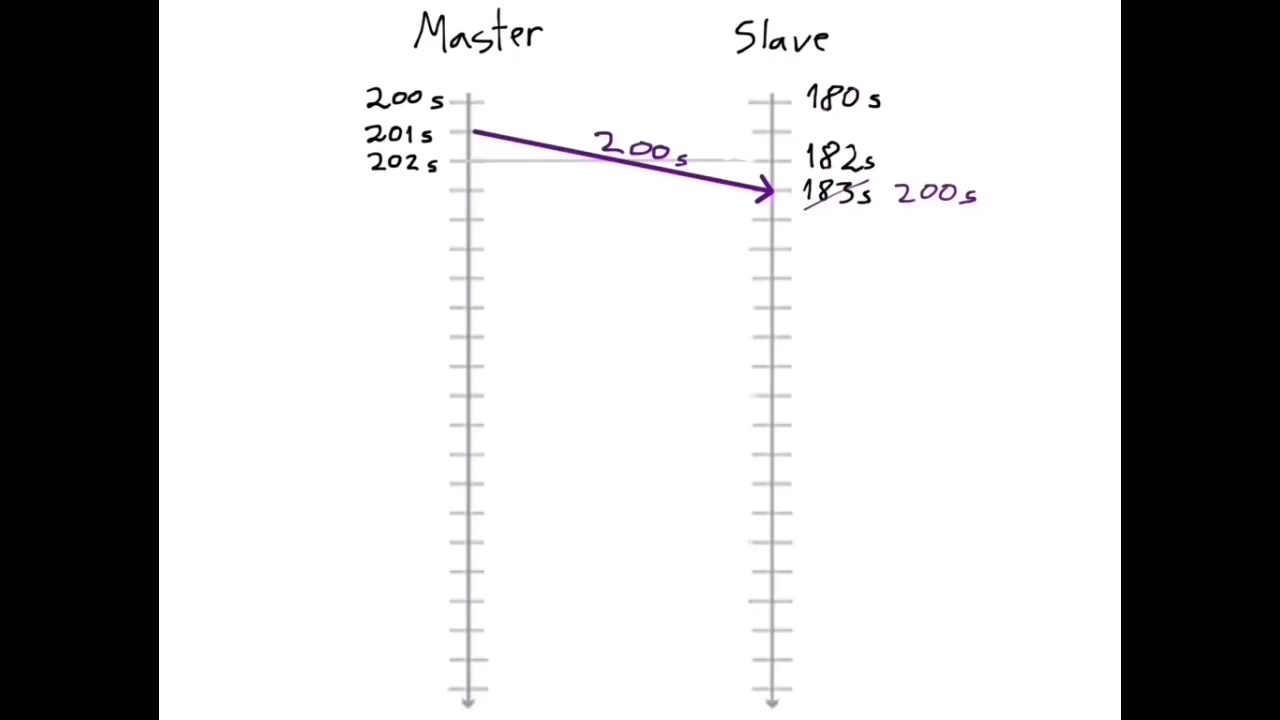 Master Slave
200 s 180 s
201 s
200 s
202 s 182 s
183 s 200 s